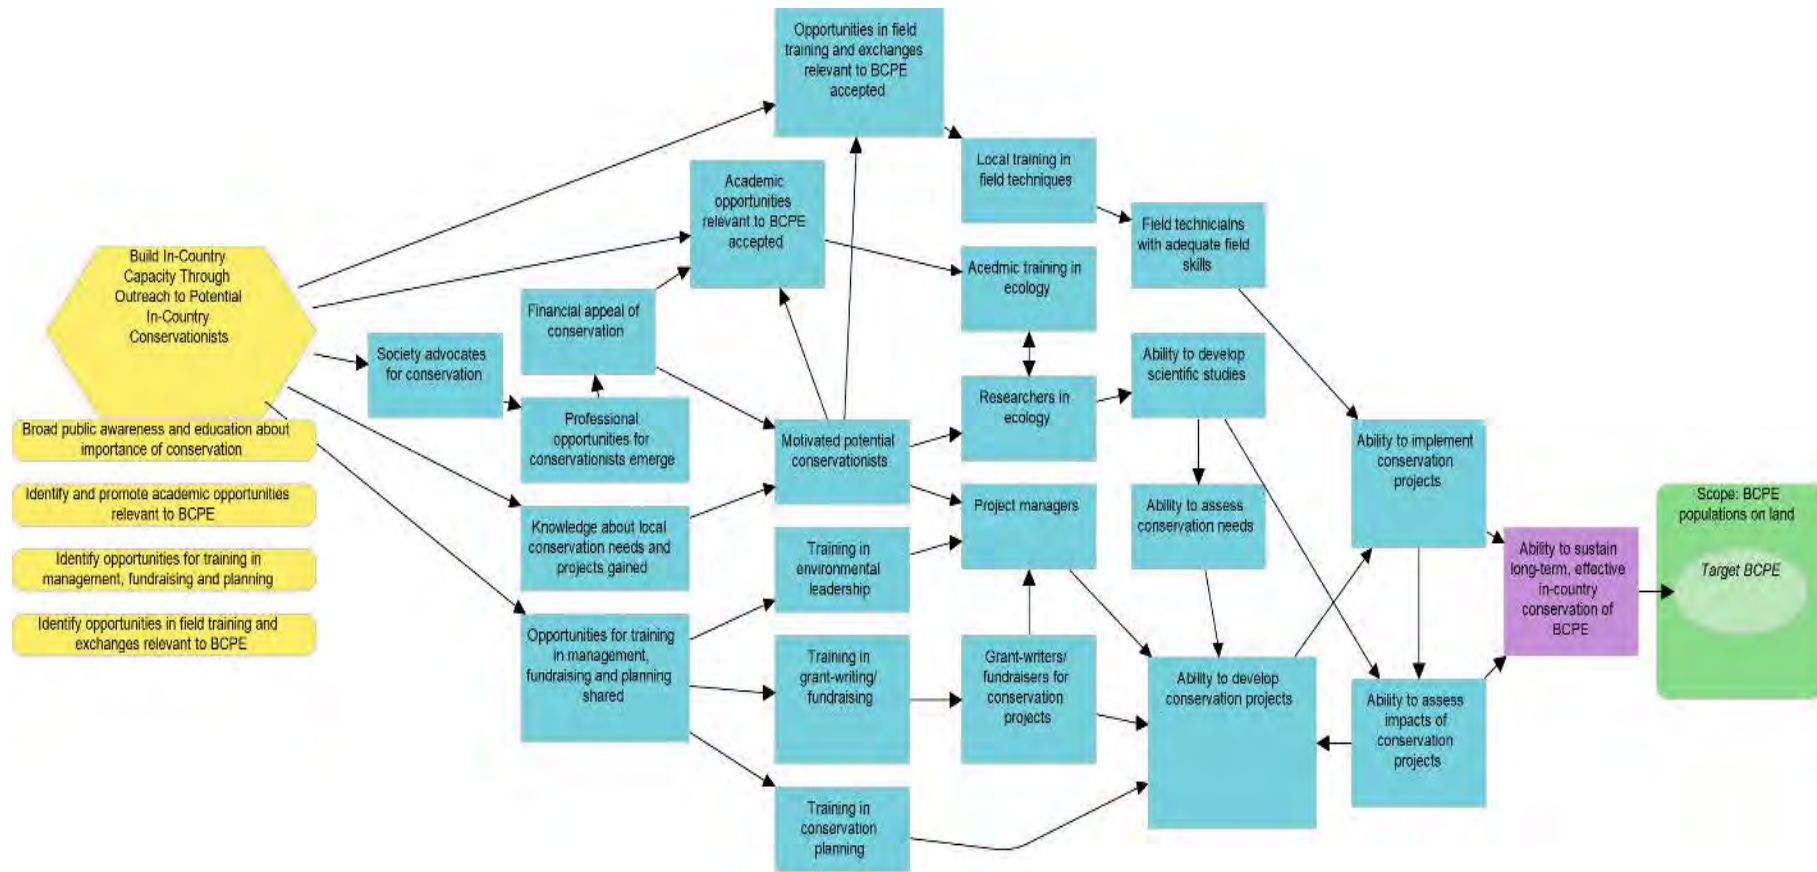 Opportunities in field
training and exchanges
relevant to BCPE
accepted
Local training in
field techniques
Academic
opportunities
relevant to BCPE
accepted
Field techniciains
with adequate field
skills
Build In-Country
Capacity Through
Outreach to Potential
In-Country
Conservationists
Acedmic training in
ecology
Financial appeal of
conservation
Society advocates
for conservation
Ability to develop
scientific studies
Researchers in
ecology
Professional
opportunities for
conservationists emerge
Motivated potential
conservationists
Ability to implement
conservation
projects
Broad public awareness and education about
importance of conservation
Identify and promote academic opportunities
relevant to BCPE
Identify opportunities for training in
management, fundraising and planning
Identify opportunities in field training and
exchanges relevant to BCPE
Knowledge about local
conservation needs and
projects gained
Project managers
Ability to assess
conservation needs
Scope: BCPE
populations on land
Target BCPE
Training in
environmental
leadership
Ability to sustain
long-term, effective
in-country
conservation of
BCPE
Opportunities for training
in management,
fundraising and planning
shared
Training in
grant-writing/
fundraising
Grant-writers/
fundraisers for
conservation
projects
Ability to develop
conservation projects
Ability to assess
impacts of
conservation
projects
Training in
conservation
planning